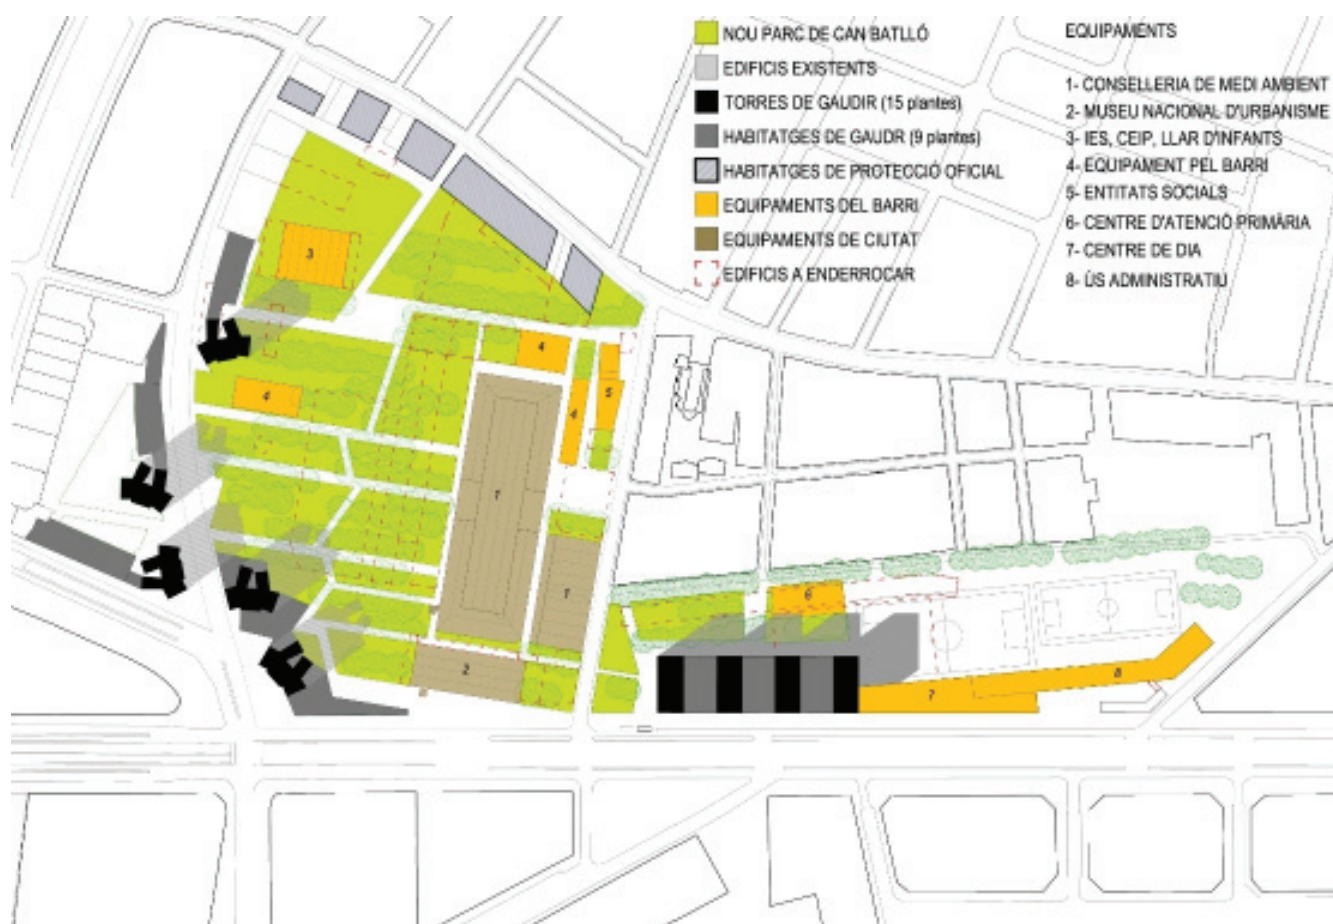 NOU PARC DE CAN BATLLÓ
EDIFICIS EXISTENTS
TORRES DE GAUDIR (15 plantes)
HABITATGES DE GAUDR (9 plantes)
HABITATGES DE PROTECCIÓ OFICIAL
EQUIPAMENTS DEL BARRI
EQUIPAMENTS DE CIUTAT
EDIFICIS A ENDERROCAR
EQUIPAMENTS
1- CONSELLERIA DE MEDI AMBIENT
2- MUSEU NACIONAL D'URBANISME
3- IES, CEIP, LLAR D'INFANTS
4- EQUIPAMENT PEL BARRI
5- ENTITATS SOCIALS
6- CENTRE D'ATENCIÓ PRIMÀRIA
7- CENTRE DE DIA
8- ÚS ADMINISTRATIU
3
4
4
4
5
1
1
6
2
7
8